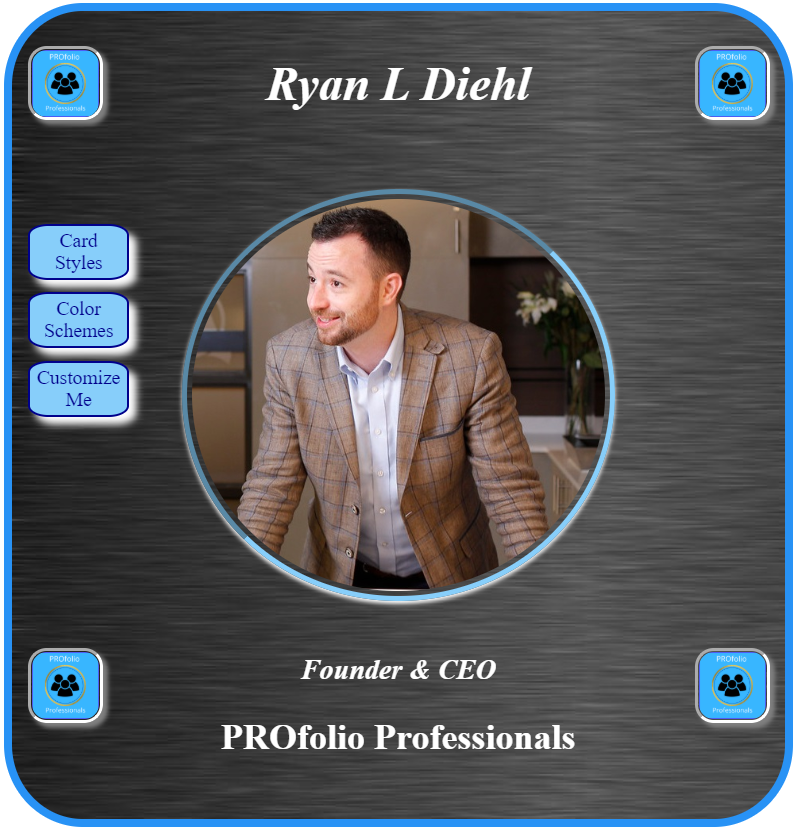 PROfolio
Professionals
Ryan L Diehl
PROfolio
Professionals
Card
Styles
Color
Schemes
Customize
Me
PROfolio
Professionals
Founder & CEO
PROfolio Professionals
PROfolio
Professionals